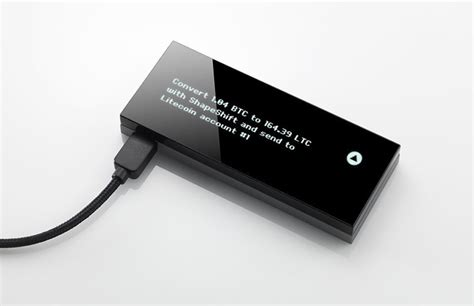 Convert 1.04 BTC to 164.39 LTC
with ShapeShift and send to
Litecoin account #1